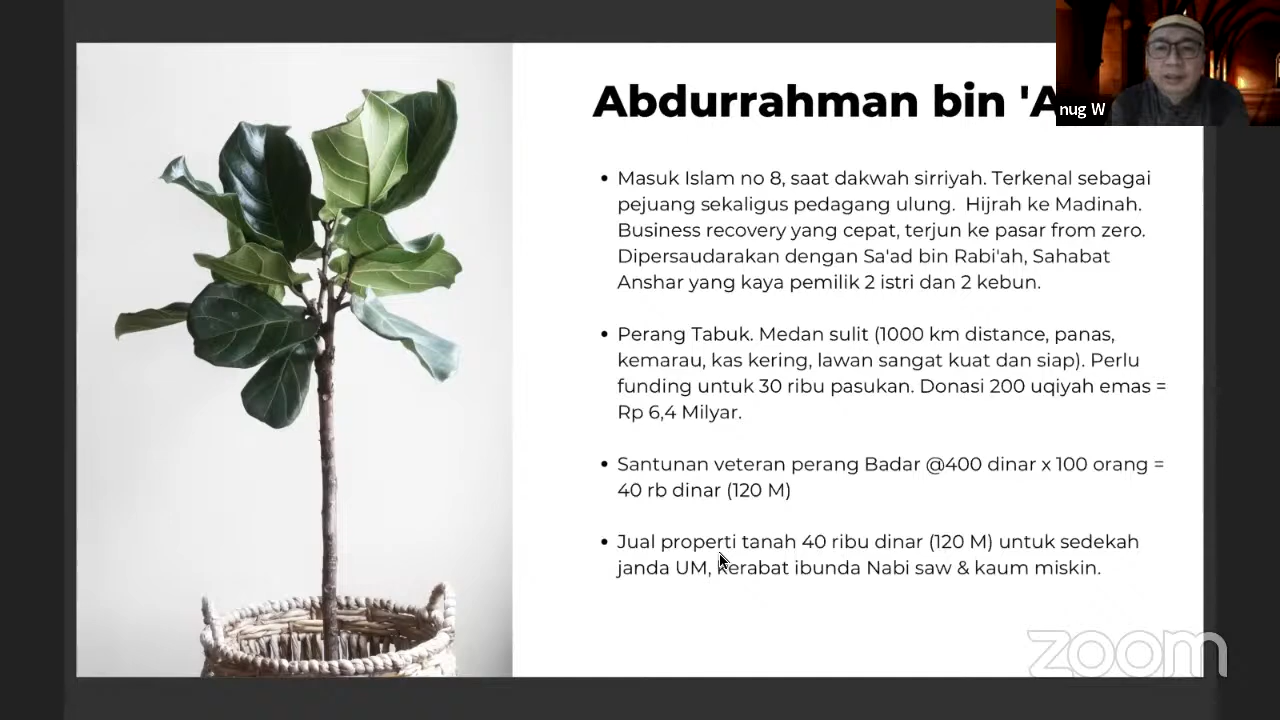 Abdurrahman bin 'A
nug W
• Masuk Islam no 8, saat dakwah sirriyah. Terkenal sebagai
pejuang sekaligus pedagang ulung. Hijrah ke Madinah.
Business recovery yang cepat, terjun ke pasar from zero.
Dipersaudarakan dengan Sa'ad bin Rabi'ah, Sahabat
Anshar yang kaya pemilik 2 istri dan 2 kebun.
• Perang Tabuk. Medan sulit (1000 km distance, panas,
kemarau, kas kering, lawan sangat kuat dan siap). Perlu
funding untuk 30 ribu pasukan. Donasi 200 uqiyah emas =
Rp 6,4 Milyar.
• Santunan veteran perang Badar @400 dinar x 100 orang =
40 rb dinar (120 M)
• Jual properti tanah 40 ribu dinar (120 M) untuk sedekah
janda UM, kerabat ibunda Nabi saw & kaum miskin.
zoom